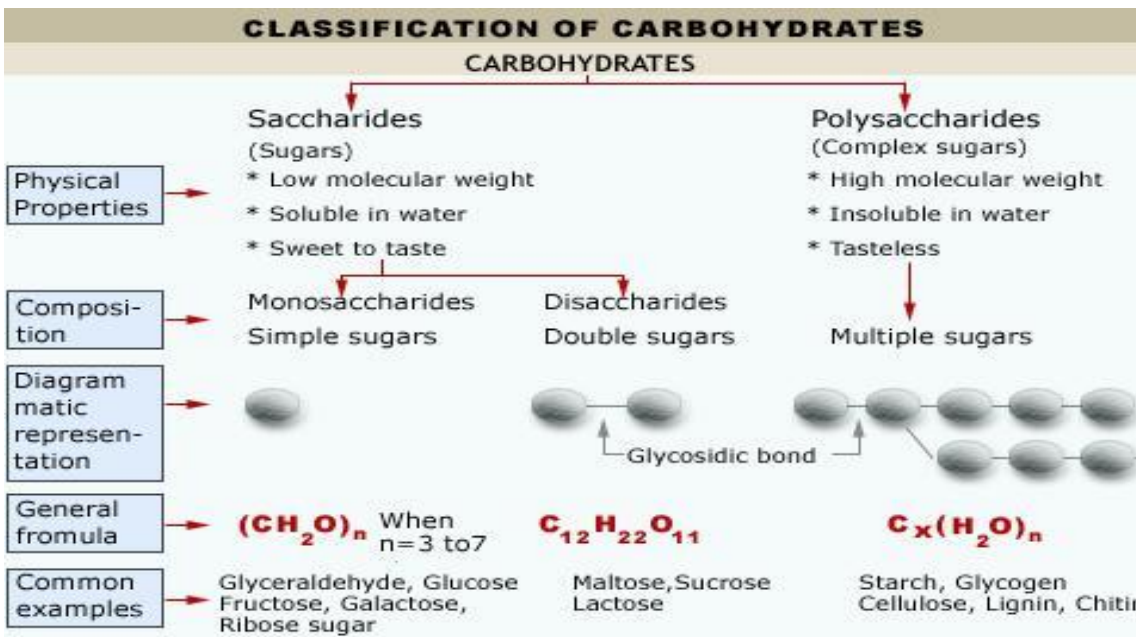 CLASSIFICATION OF CARBOHYDRATES
CARBOHYDRATES
Saccharides
(Sugars)
Polysaccharides
(Complex sugars)
Physical
Properties
* Low molecular weight
* Soluble in water
* Sweet to taste
* High molecular weight
* Insoluble in water
* Tasteless
Composi-
tion
Monosaccharides
Simple sugars
Disaccharides
Double sugars
Multiple sugars
Diagram
matic
represen-
tation
Glycosidic bond
General
fromula
(CH₂O)ₙ When
n=3 to7
C₁₂H₂₂O₁₁
Cₓ(H₂O)ₙ
Common
examples
Glyceraldehyde, Glucose
Fructose, Galactose,
Ribose sugar
Maltose,Sucrose
Lactose
Starch, Glycogen
Cellulose, Lignin, Chitin